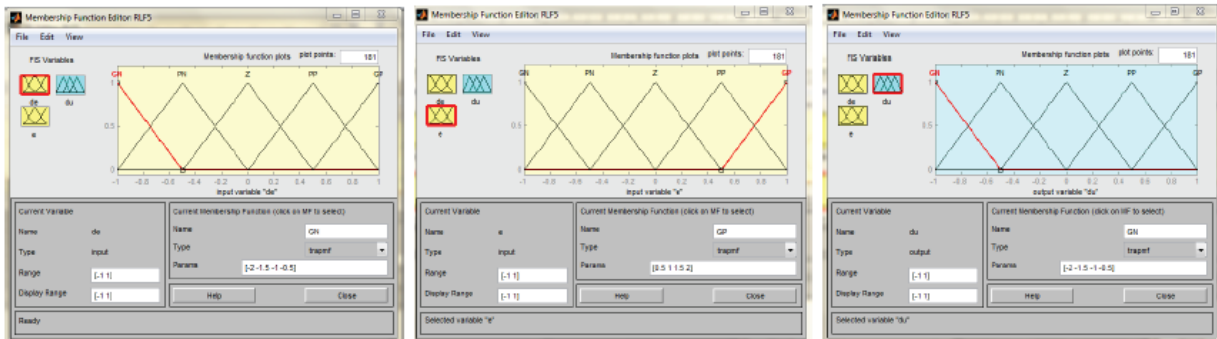 Membership Function Editor: RLF5
File Edit View
FIS Variables
Membership function plots plot points: 181
GN PN Z PP GP
de du
e
1
0.5
0
-1 -0.8 -0.6 -0.4 -0.2 0 0.2 0.4 0.6 0.8 1
input variable "de"
Current Variable
Name de
Type input
Range [-1 1]
Display Range [-1 1]
Current Membership Function (click on MF to select)
Name GN
Type trapmf
Params [-2 -1.5 -1 -0.5]
Help Close
Ready
Membership Function Editor: RLF5
File Edit View
FIS Variables
Membership function plots plot points: 181
GN PN Z PP GP
de du
e
1
0.5
0
-1 -0.8 -0.6 -0.4 -0.2 0 0.2 0.4 0.6 0.8 1
input variable "e"
Current Variable
Name e
Type input
Range [-1 1]
Display Range [-1 1]
Current Membership Function (click on MF to select)
Name GP
Type trapmf
Params [0.5 1 1.5 2]
Help Close
Selected variable "e"
Membership Function Editor: RLF5
File Edit View
FIS Variables
Membership function plots plot points: 181
GN PN Z PP GP
de du
e
1
0.5
0
-1 -0.8 -0.6 -0.4 -0.2 0 0.2 0.4 0.6 0.8 1
output variable "du"
Current Variable
Name du
Type output
Range [-1 1]
Display Range [-1 1]
Current Membership Function (click on MF to select)
Name GN
Type trapmf
Params [-2 -1.5 -1 -0.5]
Help Close
Selected variable "du"